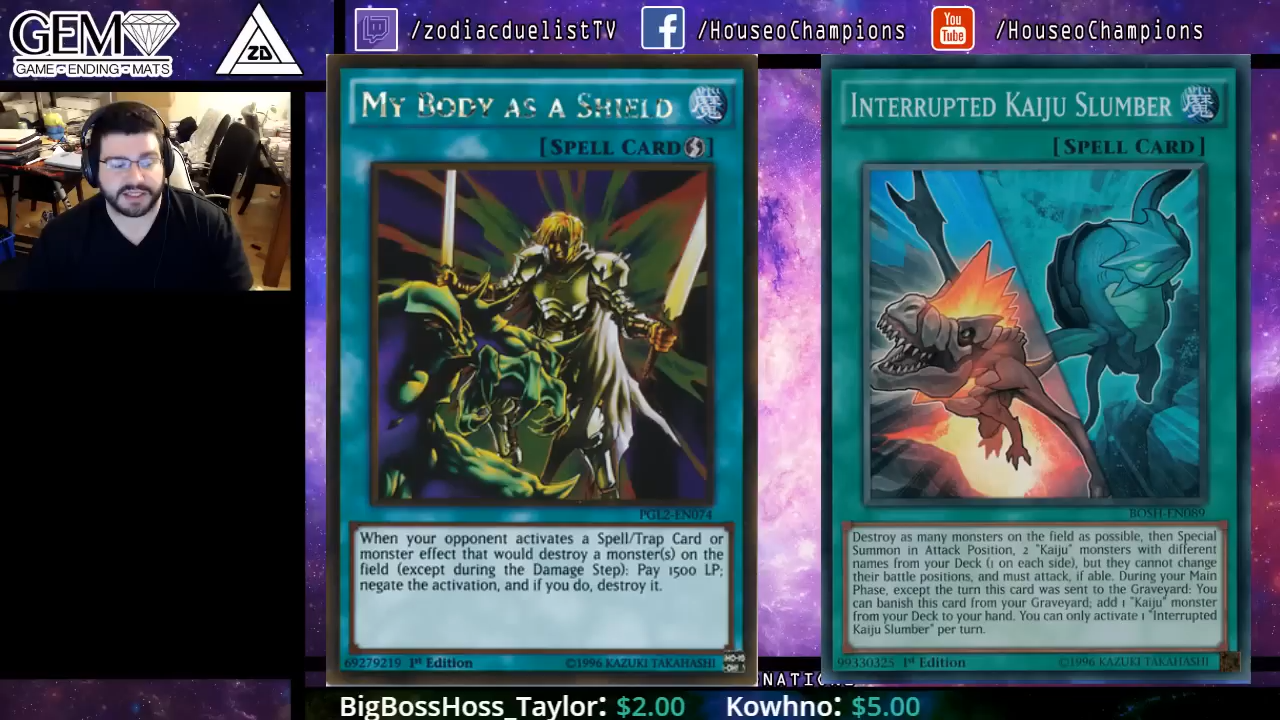 GEM
GAME-ENDING-MATS
ZD
/zodiacduelistTV
/HouseoChampions
You
Tube
/HouseoChampions
MY BODY AS A SHIELD
魔
[SPELL CARD]
PGL2-EN074
When your opponent activates a Spell/Trap Card or
monster effect that would destroy a monster(s) on the
field (except during the Damage Step): Pay 1500 LP;
negate the activation, and if you do, destroy it.
69279219 1st Edition
©1996 KAZUKI TAKAHASHI
INTERRUPTED KAIJU SLUMBER
魔
[SPELL CARD]
BOSH-EN089
Destroy as many monsters on the field as possible, then Special
Summon in Attack Position, 2 "Kaiju" monsters with different
names from your Deck (1 on each side), but they cannot change
their battle positions, and must attack, if able. During your Main
Phase, except the turn this card was sent to the Graveyard: You
can banish this card from your Graveyard; add 1 "Kaiju" monster
from your Deck to your hand. You can only activate 1 "Interrupted
Kaiju Slumber" per turn.
99330325 1st Edition
©1996 KAZUKI TAKAHASHI
BigBossHoss_Taylor: $2.00 Kowhno: $5.00